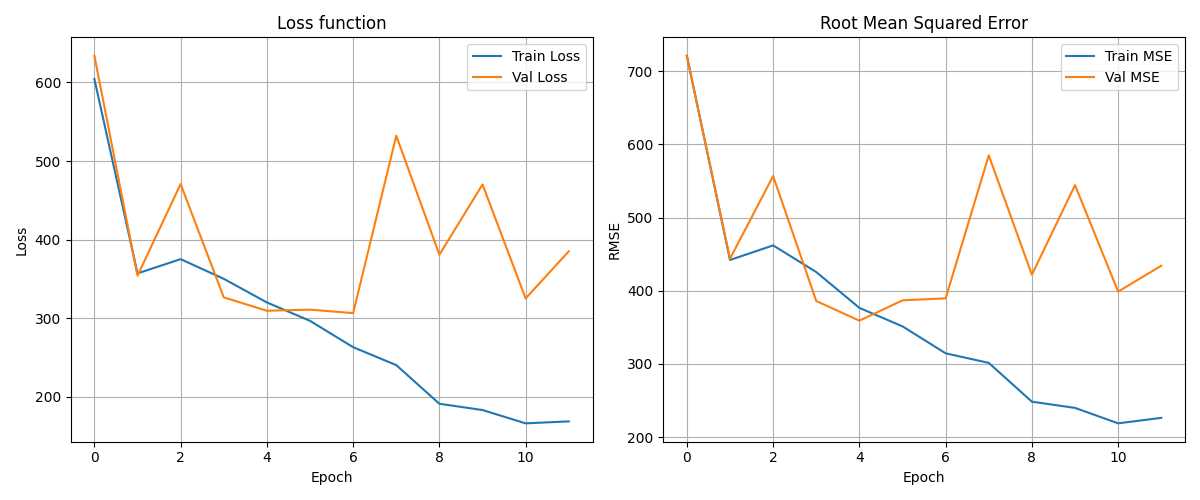 Loss function
Train Loss
Val Loss
600
500
400
300
200
Loss
0 2 4 6 8 10
Epoch
Root Mean Squared Error
Train MSE
Val MSE
700
600
500
400
300
200
RMSE
0 2 4 6 8 10
Epoch